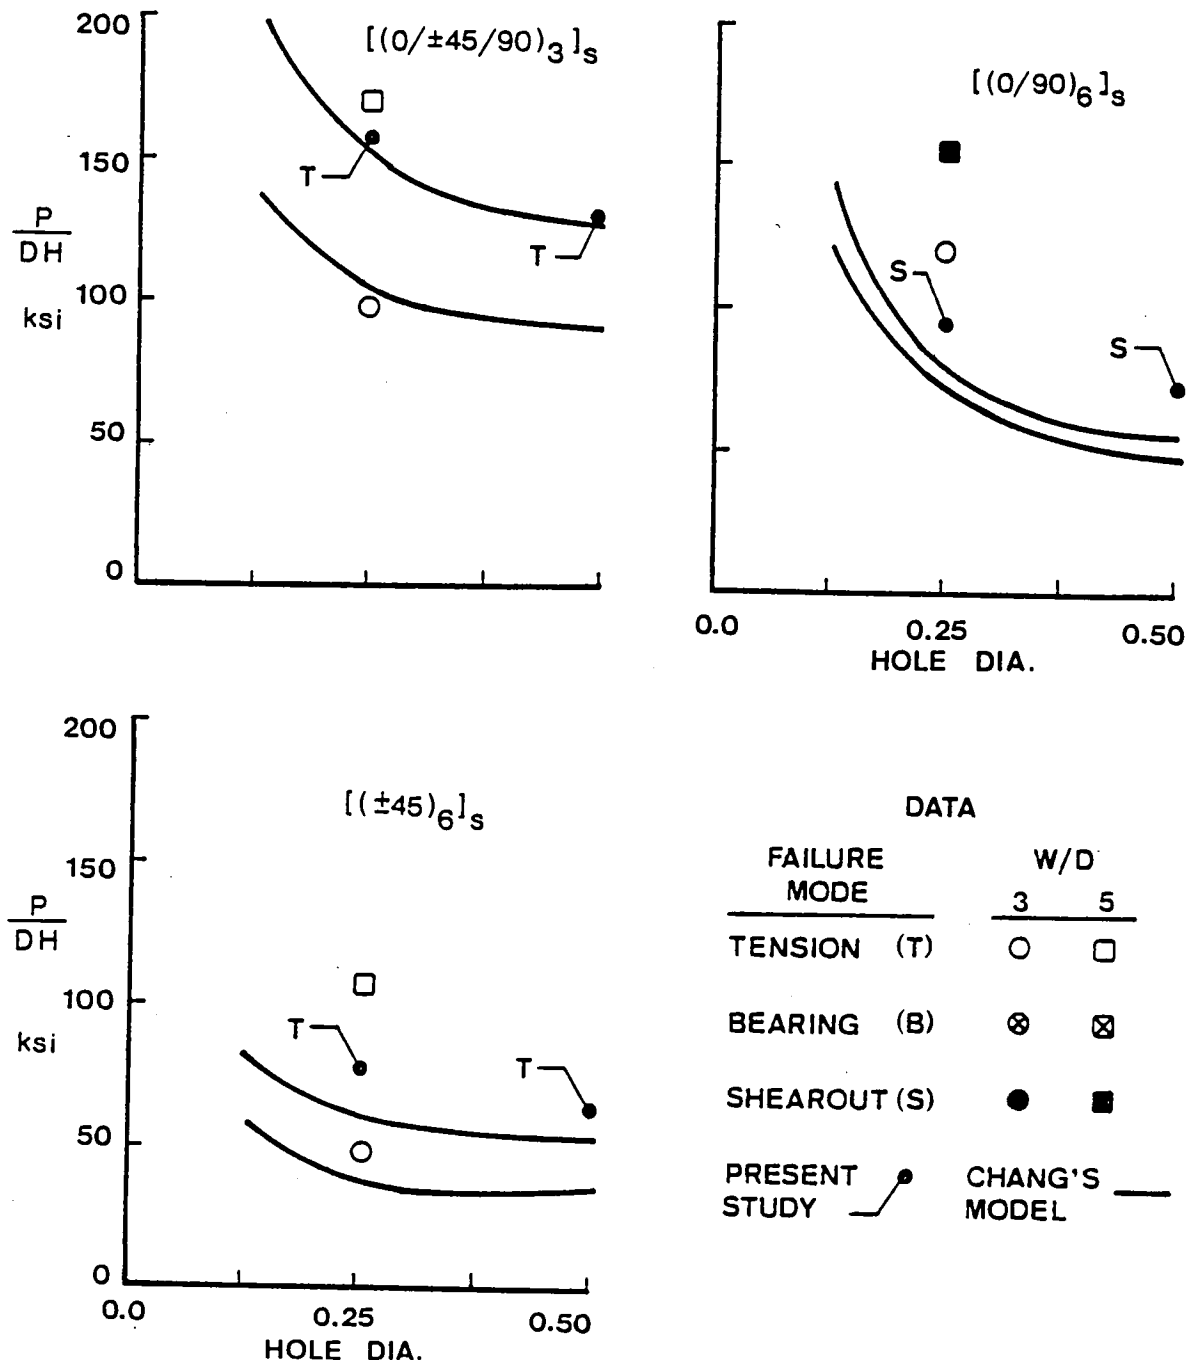 200
150
100
50
0
P
DH
ksi
[(0/±45/90)3]s
T
T
[(0/90)6]s
S
S
0.0 0.25 0.50
HOLE DIA.
200
150
100
50
0
P
DH
ksi
[(±45)6]s
T
T
0.0 0.25 0.50
HOLE DIA.
DATA
FAILURE MODE W/D
3 5
TENSION (T)
BEARING (B)
SHEAROUT (S)
PRESENT STUDY
CHANG'S MODEL